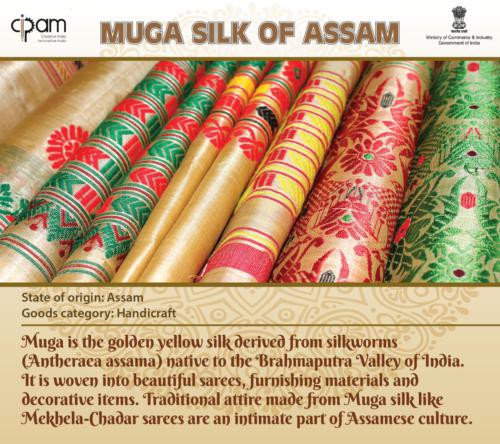 cipam
Creative India
Innovative India
MUGA SILK OF ASSAM
Ministry of Commerce & Industry
Government of India
State of origin: Assam
Goods category: Handicraft
Muga is the golden yellow silk derived from silkworms
(Antheraea assama) native to the Brahmaputra Valley of India.
It is woven into beautiful sarees, furnishing materials and
decorative items. Traditional attire made from Muga silk like
Mekhela-Chadar sarees are an intimate part of Assamese culture.